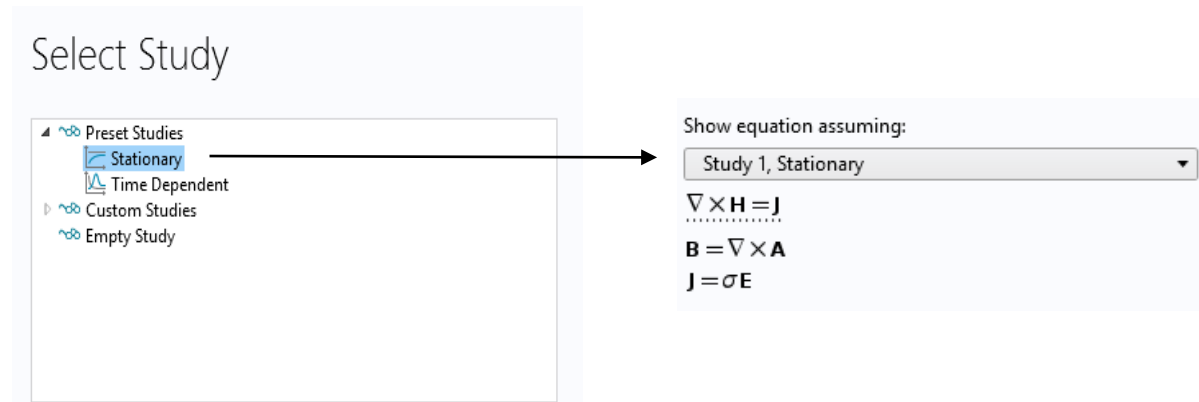 Select Study
Preset Studies
Stationary
Time Dependent
Custom Studies
Empty Study
Show equation assuming:
Study 1, Stationary
∇×H=J
B=∇×A
J=σE